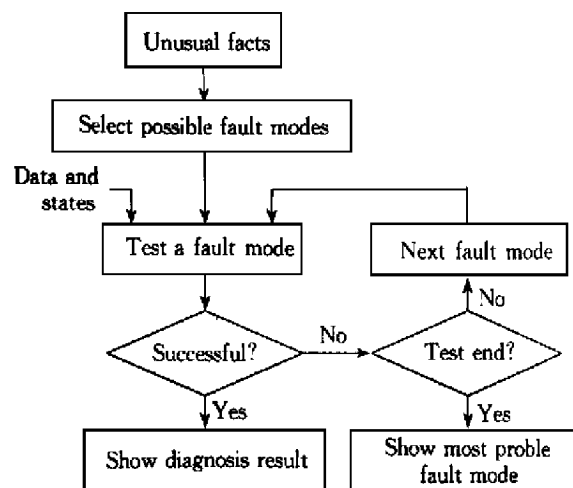 Unusual facts
Select possible fault modes
Data and
states
Test a fault mode
Next fault mode
No
Successful?
No
Test end?
Yes
Yes
Show diagnosis result
Show most proble
fault mode